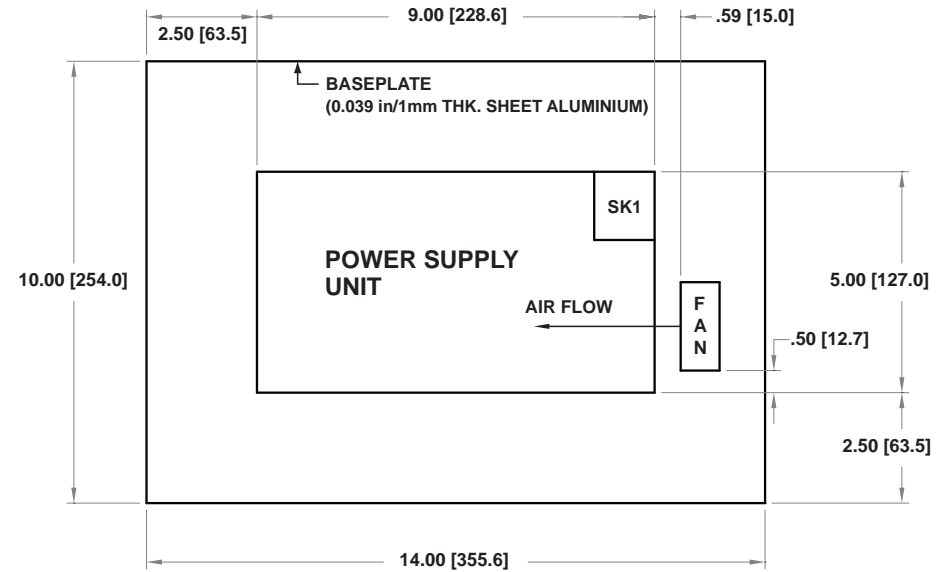 9.00 [228.6]
.59 [15.0]
2.50 [63.5]
BASEPLATE
(0.039 in/1mm THK. SHEET ALUMINIUM)
SK1
POWER SUPPLY
UNIT
10.00 [254.0]
5.00 [127.0]
AIR FLOW
F
A
N
.50 [12.7]
2.50 [63.5]
14.00 [355.6]